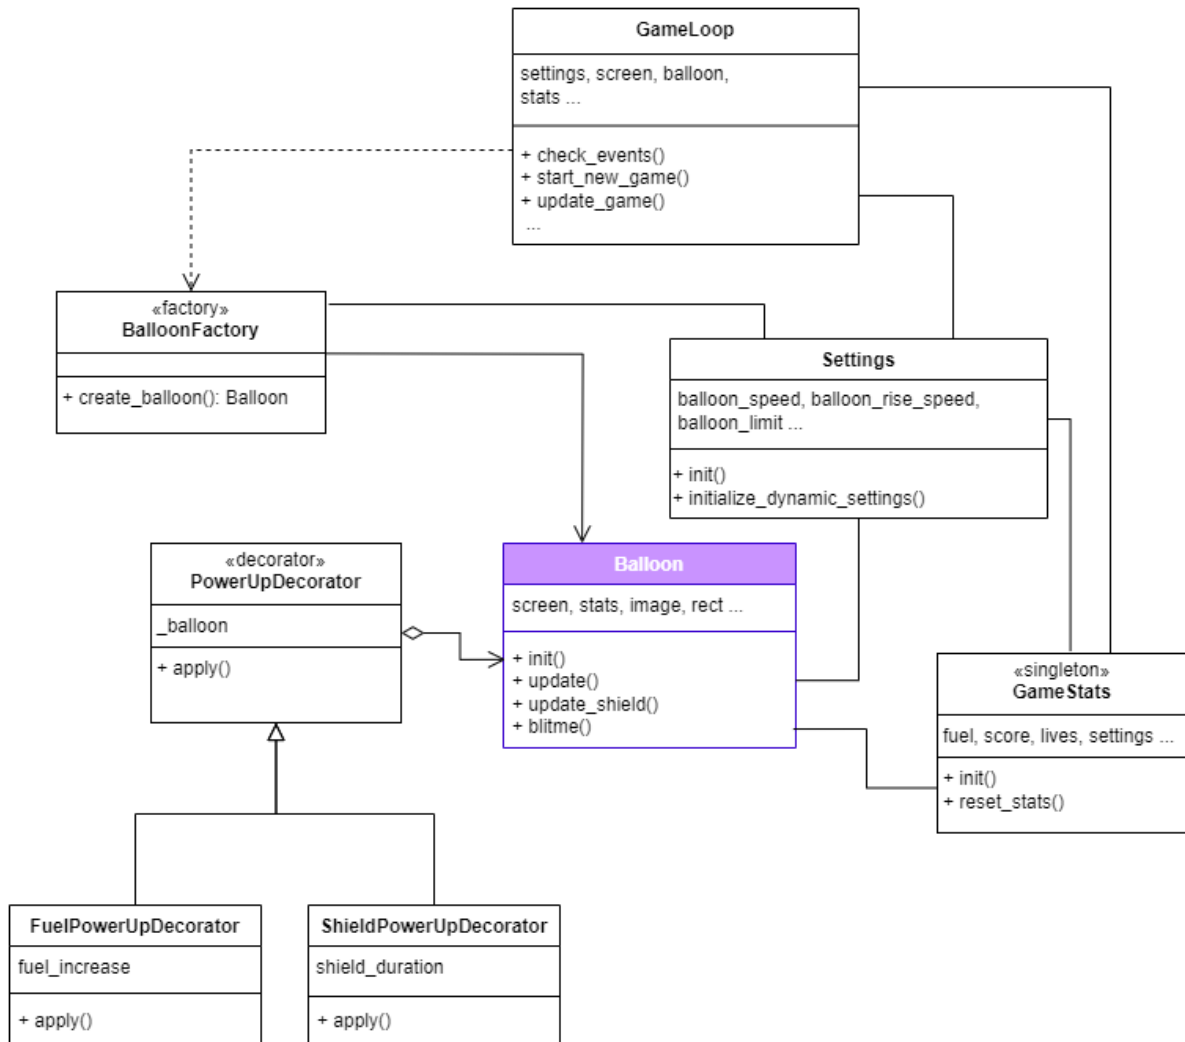 GameLoop
settings, screen, balloon,
stats ...
+ check_events()
+ start_new_game()
+ update_game()
...
«factory»
BalloonFactory
+ create_balloon(): Balloon
Settings
balloon_speed, balloon_rise_speed,
balloon_limit ...
+ init()
+ initialize_dynamic_settings()
«decorator»
PowerUpDecorator
_balloon
+ apply()
Balloon
screen, stats, image, rect ...
+ init()
+ update()
+ update_shield()
+ blitme()
«singleton»
GameStats
fuel, score, lives, settings ...
+ init()
+ reset_stats()
FuelPowerUpDecorator
fuel_increase
+ apply()
ShieldPowerUpDecorator
shield_duration
+ apply()